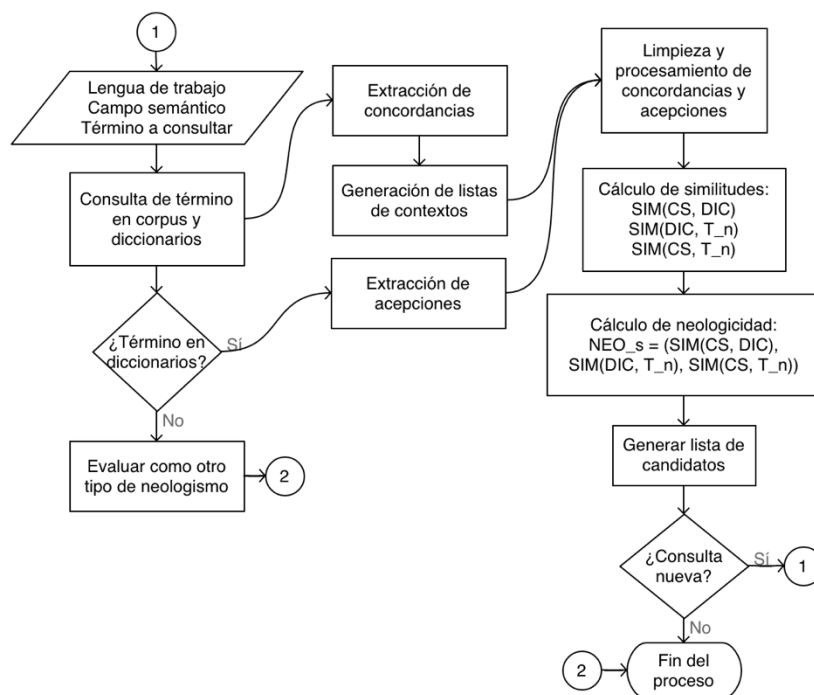 1
Lengua de trabajo
Campo semántico
Término a consultar
Consulta de término
en corpus y
diccionarios
¿Término en
diccionarios?
Sí
No
Evaluar como otro
tipo de neologismo
2
Extracción de
concordancias
Generación de listas
de contextos
Extracción de
acepciones
Limpieza y
procesamiento de
concordancias y
acepciones
Cálculo de similitudes:
SIM(CS, DIC)
SIM(DIC, T_n)
SIM(CS, T_n)
Cálculo de neologicidad:
NEO_s = (SIM(CS, DIC),
SIM(DIC, T_n), SIM(CS, T_n))
Generar lista de
candidatos
¿Consulta
nueva?
Sí
1
No
2
Fin del
proceso